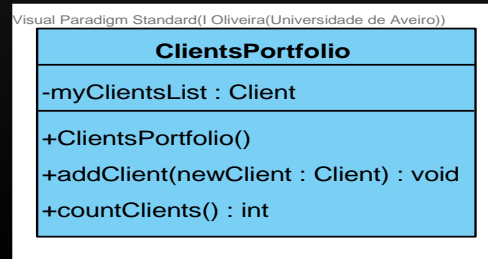 Visual Paradigm Standard(I Oliveira(Universidade de Aveiro))
ClientsPortfolio
-myClientsList : Client
+ClientsPortfolio()
+addClient(newClient : Client) : void
+countClients() : int